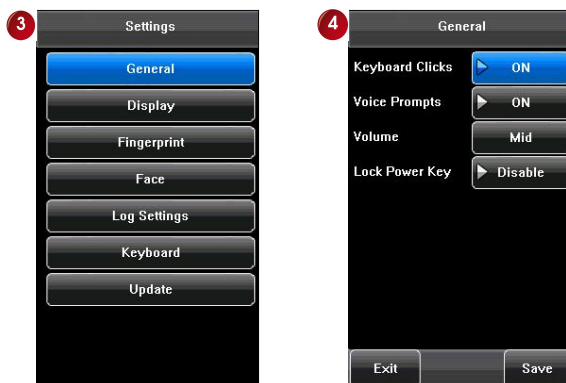 3
Settings
General
Display
Fingerprint
Face
Log Settings
Keyboard
Update
4
General
Keyboard Clicks ON
Voice Prompts ON
Volume Mid
Lock Power Key Disable
Exit Save